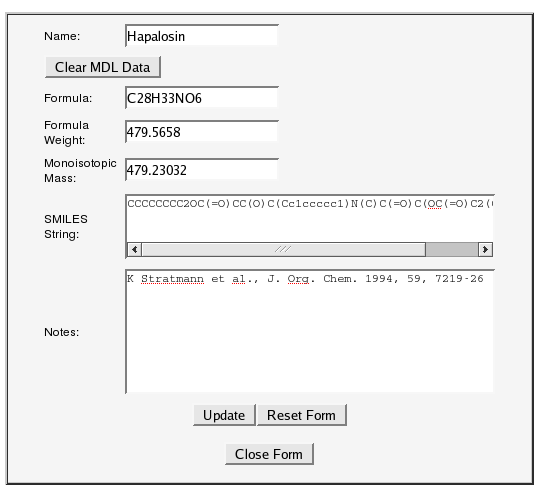 Name: Hapalosin
Clear MDL Data
Formula: C28H33NO6
Formula
Weight: 479.5658
Monoisotopic
Mass: 479.23032
SMILES
String: CCCCCCCC2OC(=O)CC(O)C(Cc1ccccc1)N(C)C(=O)C(OC(=O)C2(
Notes: K Stratmann et al., J. Org. Chem. 1994, 59, 7219-26
Update Reset Form
Close Form